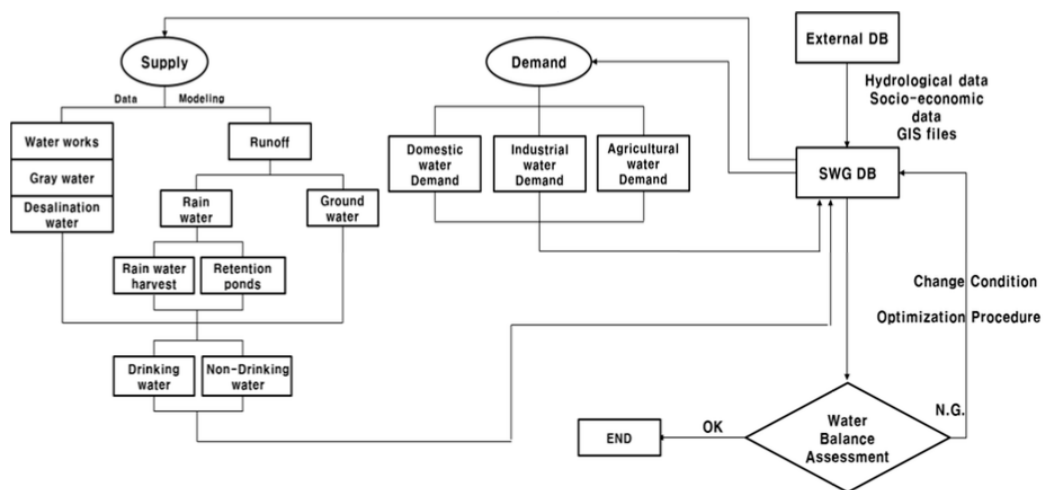 Supply
Data
Modeling
Water works
Gray water
Desalination
water
Runoff
Rain
water
Ground
water
Rain water
harvest
Retention
ponds
Drinking
water
Non-Drinking
water
Demand
Domestic
water
Demand
Industrial
water
Demand
Agricultural
water
Demand
External DB
Hydrological data
Socio-economic
data
GIS files
SWG DB
Change Condition
Optimization Procedure
Water
Balance
Assessment
N.G.
OK
END